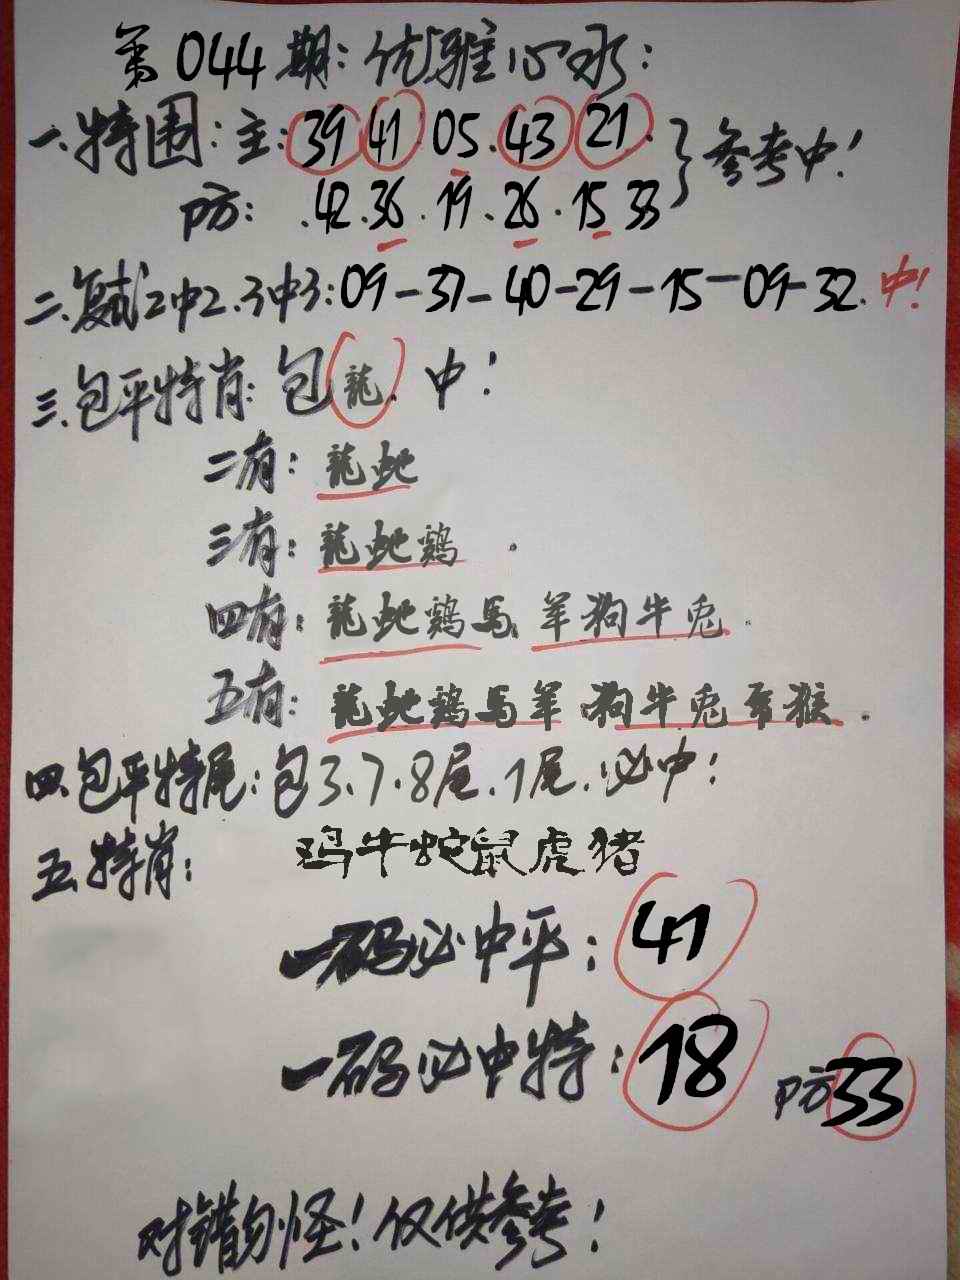 第044期:优雅心水:
一.特围:主:39 41 05.43 21.}参考中!
防: .42.36.19.26.15 33
二.复式2中2.3中3:09-37-40-29-15-09-32.中!
三.包平特肖:包龍.中!
二有:龍蛇
三有:龍蛇鷄.
四有:龍蛇鷄馬羊狗牛兎.
五有:龍蛇鷄馬羊狗牛兎局猴.
四.包平特尾:包3.7.8尾.1尾.必中!
五.特肖: 鸡牛蛇鼠虎猪
一码必中平:41
一码必中特:18 防33
对错勿怪!仅供参考!